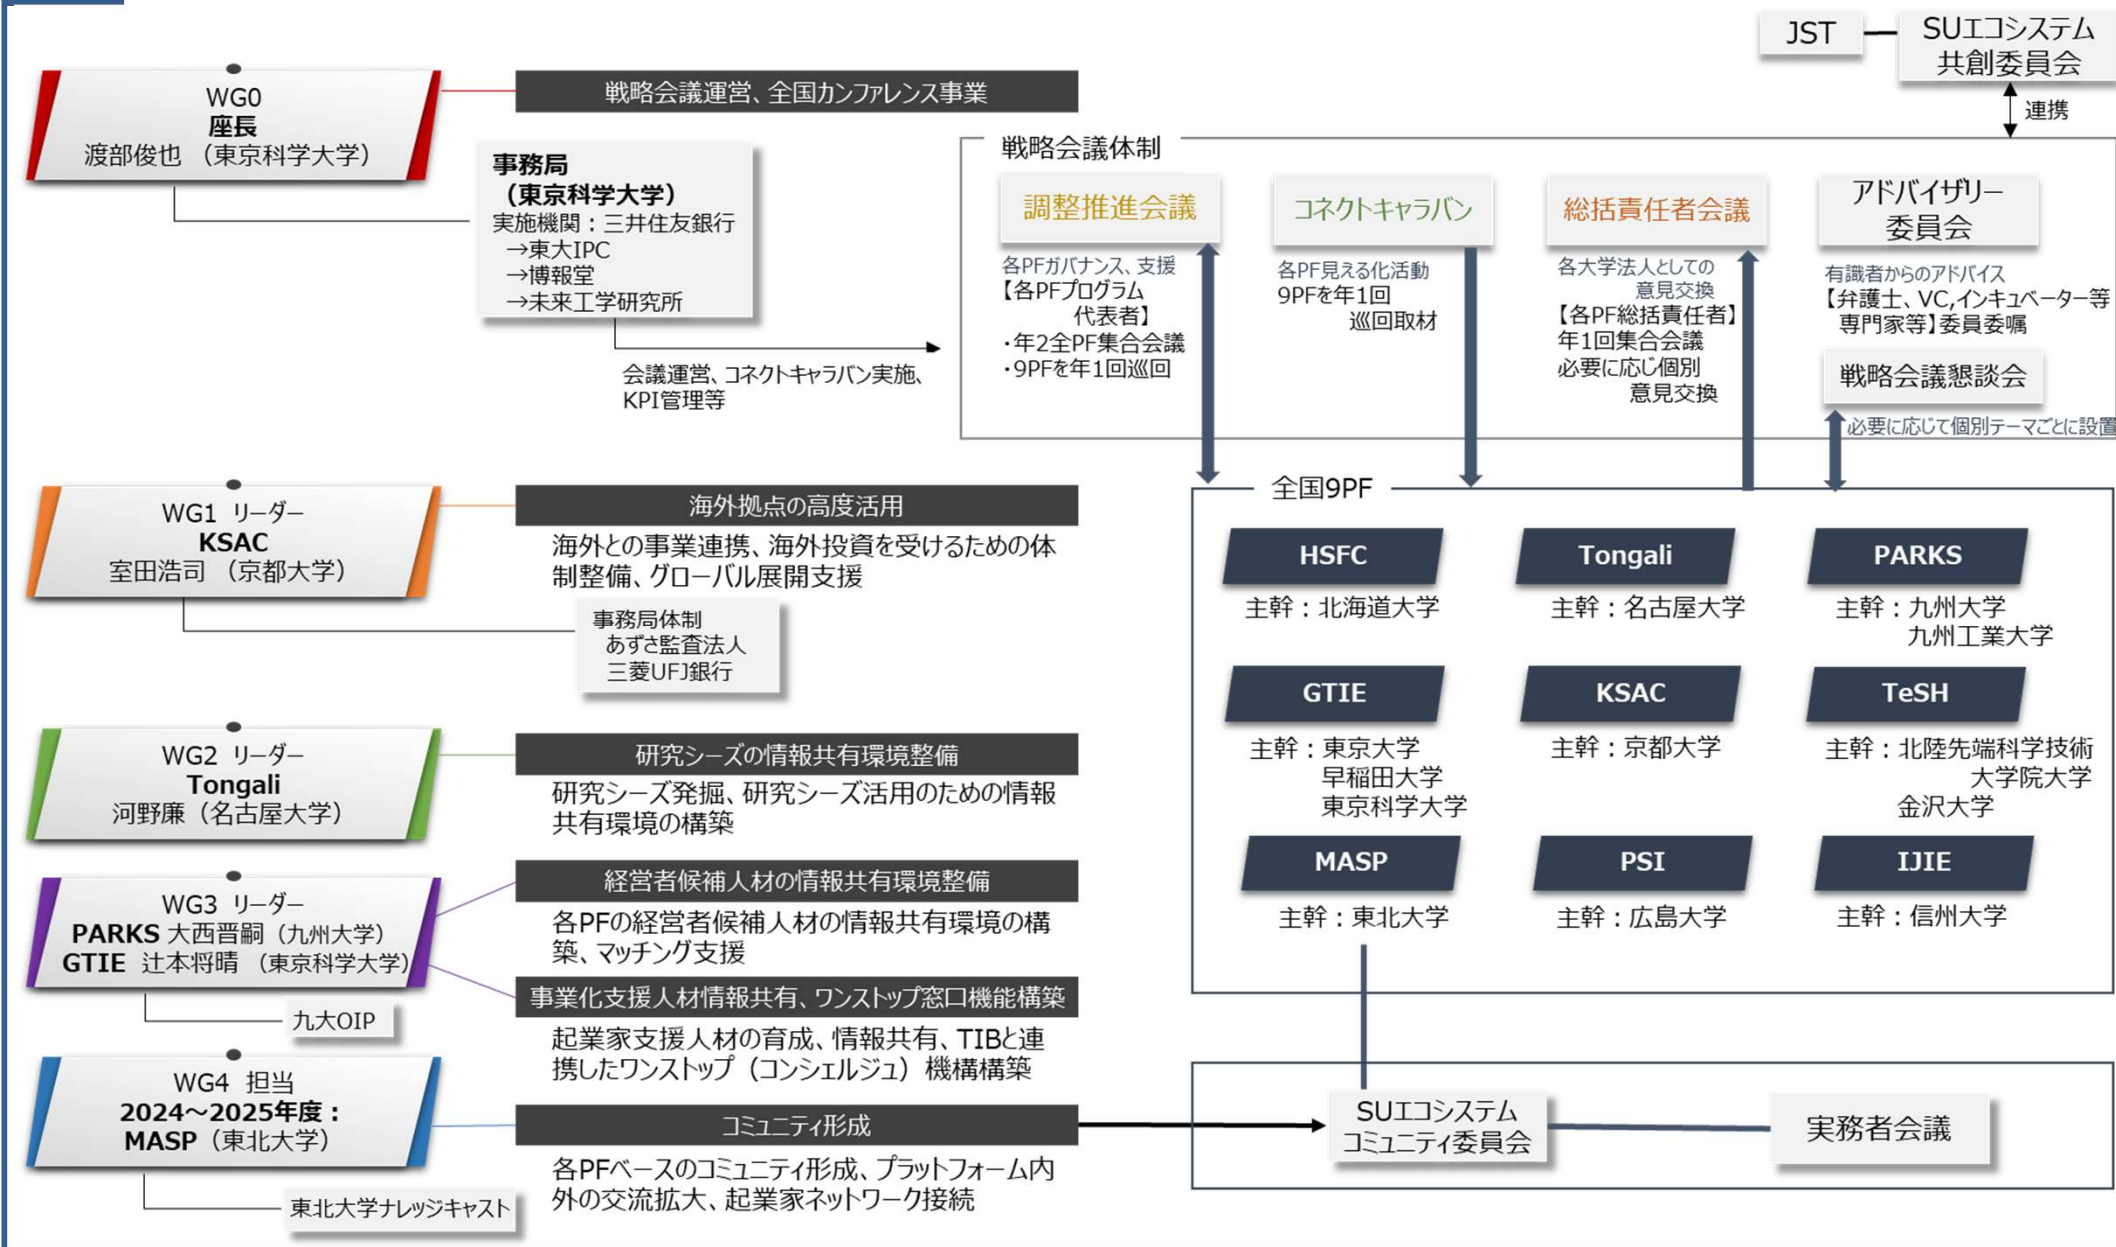 JST
SUエコシステム
共創委員会
連携
WG0
座長
渡部俊也 （東京科学大学）
戦略会議運営、全国カンファレンス事業
事務局
（東京科学大学）
実施機関：三井住友銀行
→東大IPC
→博報堂
→未来工学研究所
会議運営、コネクトキャラバン実施、
KPI管理等
戦略会議体制
調整推進会議
各PFガバナンス、支援
【各PFプログラム
代表者】
・年2全PF集合会議
・9PFを年1回巡回
コネクトキャラバン
各PF見える化活動
9PFを年1回
巡回取材
総括責任者会議
各大学法人としての
意見交換
【各PF総括責任者】
年1回集合会議
必要に応じ個別
意見交換
アドバイザリー
委員会
有識者からのアドバイス
【弁護士、VC,インキュベーター等
専門家等】委員委嘱
戦略会議懇談会
必要に応じて個別テーマごとに設置
WG1 リーダー
KSAC
室田浩司 （京都大学）
海外拠点の高度活用
海外との事業連携、海外投資を受けるための体
制整備、グローバル展開支援
事務局体制
あずさ監査法人
三菱UFJ銀行
WG2 リーダー
Tongali
河野廉（名古屋大学）
研究シーズの情報共有環境整備
研究シーズ発掘、研究シーズ活用のための情報
共有環境の構築
WG3 リーダー
PARKS 大西晋嗣（九州大学）
GTIE 辻本将晴 （東京科学大学）
九大OIP
経営者候補人材の情報共有環境整備
各PFの経営者候補人材の情報共有環境の構
築、マッチング支援
事業化支援人材情報共有、ワンストップ窓口機能構築
起業家支援人材の育成、情報共有、TIBと連
携したワンストップ（コンシェルジュ）機構構築
WG4 担当
2024～2025年度：
MASP（東北大学）
東北大学ナレッジキャスト
コミュニティ形成
各PFベースのコミュニティ形成、プラットフォーム内
外の交流拡大、起業家ネットワーク接続
全国9PF
HSFC
主幹：北海道大学
Tongali
主幹：名古屋大学
PARKS
主幹：九州大学
九州工業大学
GTIE
主幹：東京大学
早稲田大学
東京科学大学
KSAC
主幹：京都大学
TeSH
主幹：北陸先端科学技術
大学院大学
金沢大学
MASP
主幹：東北大学
PSI
主幹：広島大学
IJIE
主幹：信州大学
SUエコシステム
コミュニティ委員会
実務者会議